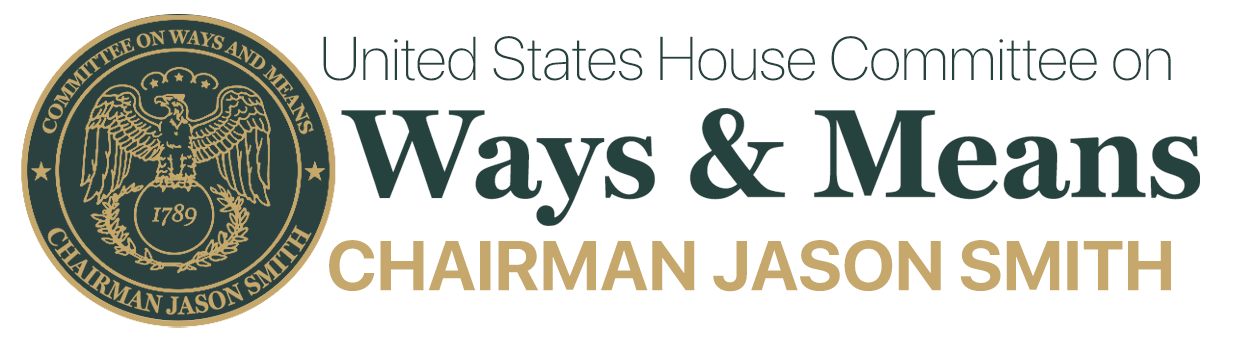 COMMITTEE ON WAYS AND MEANS
1789
CHAIRMAN JASON SMITH
United States House Committee on
Ways & Means
CHAIRMAN JASON SMITH